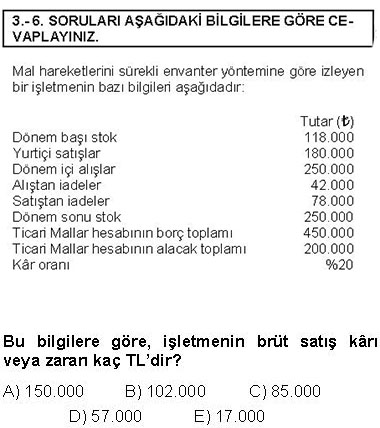 3.-6. SORULARI AŞAĞIDAKİ BİLGİLERE GÖRE CE-
VAPLAYINIZ.
Mal hareketlerini sürekli envanter yöntemine göre izleyen
bir işletmenin bazı bilgileri aşağıdadır:
Tutar (₺)
Dönem başı stok 118.000
Yurtiçi satışlar 180.000
Dönem içi alışlar 250.000
Alıştan iadeler 42.000
Satıştan iadeler 78.000
Dönem sonu stok 250.000
Ticari Mallar hesabının borç toplamı 450.000
Ticari Mallar hesabının alacak toplamı 200.000
Kâr oranı %20
Bu bilgilere göre, işletmenin brüt satış kârı
veya zararı kaç TL'dir?
A) 150.000 B) 102.000 C) 85.000
D) 57.000 E) 17.000